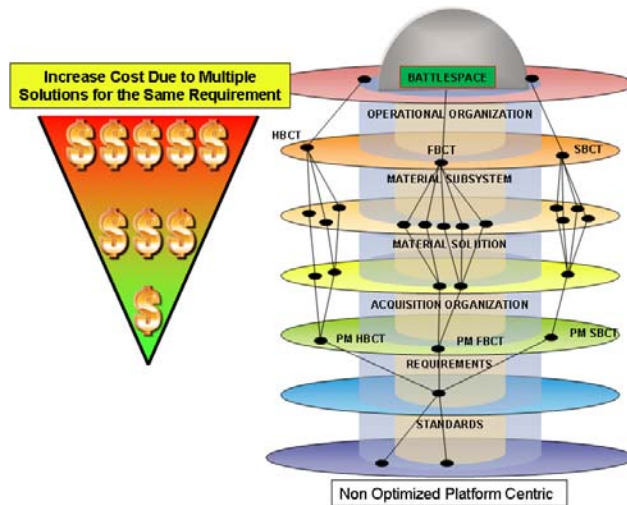 Increase Cost Due to Multiple
Solutions for the Same Requirement
$ $ $ $ $
$ $ $
$
BATTLESPACE
OPERATIONAL ORGANIZATION
HBCT
FBCT
SBCT
MATERIAL SUBSYSTEM
MATERIAL SOLUTION
ACQUISITION ORGANIZATION
PM HBCT
PM FBCT
PM SBCT
REQUIREMENTS
STANDARDS
Non Optimized Platform Centric